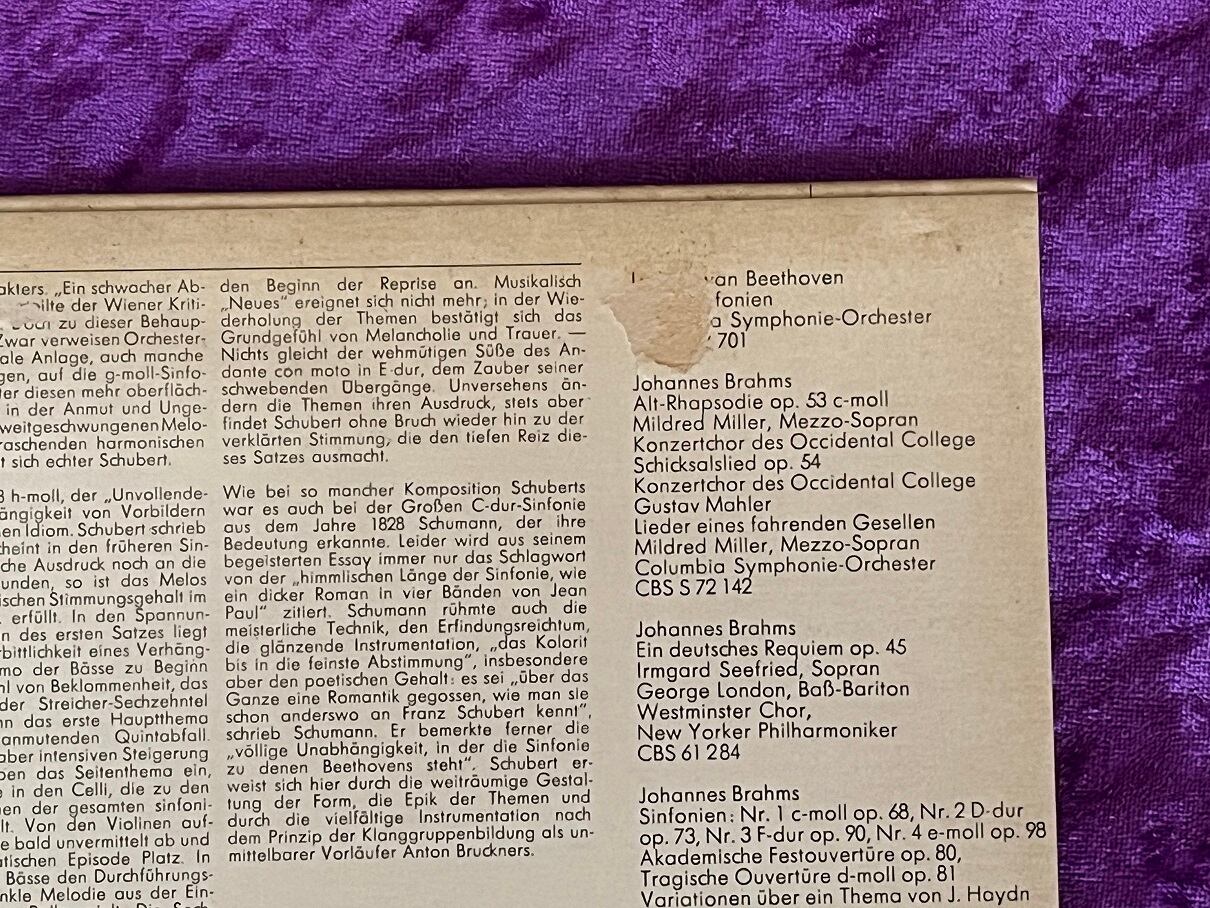 akters. „Ein schwacher Ab-
der Wiener Kriti-
zu dieser Behaup-
Zwar verweisen Orchester-
ale Anlage, auch manche
gen, auf die g-moll-Sinfo-
ter diesen mehr oberfläch-
in der Anmut und Unge-
weitgeschwungenen Melo-
raschenden harmonischen
t sich echter Schubert.
h-moll, der „Unvollende-
ängigkeit von Vorbildern
en Idiom. Schubert schrieb
cheint in den früheren Sin-
che Ausdruck noch an die
unden, so ist das Melos
ischen Stimmungsgehalt im
erfüllt. In den Spannun-
n des ersten Satzes liegt
bittlichkeit eines Verhäng-
mo der Bässe zu Beginn
hl von Beklommenheit, das
der Streicher-Sechzehntel
nn das erste Hauptthema
anmutenden Quintabfall.
aber intensiven Steigerung
ben das Seitenthema ein,
e in den Celli, die zu den
en der gesamten sinfoni-
lt. Von den Violinen auf-
e bald unvermittelt ab und
atischen Episode Platz. In
Bässe den Durchführungs-
nkle Melodie aus der Ein-
den Beginn der Reprise an. Musikalisch
„Neues" ereignet sich nicht mehr; in der Wie-
derholung der Themen bestätigt sich das
Grundgefühl von Melancholie und Trauer. —
Nichts gleicht der wehmütigen Süße des An-
dante con moto in E-dur, dem Zauber seiner
schwebenden Übergänge. Unversehens än-
dern die Themen ihren Ausdruck, stets aber
findet Schubert ohne Bruch wieder hin zu der
verklärten Stimmung, die den tiefen Reiz die-
ses Satzes ausmacht.
Wie bei so mancher Komposition Schuberts
war es auch bei der Großen C-dur-Sinfonie
aus dem Jahre 1828 Schumann, der ihre
Bedeutung erkannte. Leider wird aus seinem
begeisterten Essay immer nur das Schlagwort
von der „himmlischen Länge der Sinfonie, wie
ein dicker Roman in vier Bänden von Jean
Paul" zitiert. Schumann rühmte auch die
meisterliche Technik, den Erfindungsreichtum,
die glänzende Instrumentation, „das Kolorit
bis in die feinste Abstimmung", insbesondere
aber den poetischen Gehalt: es sei „über das
Ganze eine Romantik gegossen, wie man sie
schon anderswo an Franz Schubert kennt",
schrieb Schumann. Er bemerkte ferner die
„völlige Unabhängigkeit, in der die Sinfonie
zu denen Beethovens steht". Schubert er-
weist sich hier durch die weiträumige Gestal-
tung der Form, die Epik der Themen und
durch die vielfältige Instrumentation nach
dem Prinzip der Klanggruppenbildung als un-
mittelbarer Vorläufer Anton Bruckners.
van Beethoven
fonien
a Symphonie-Orchester
701
Johannes Brahms
Alt-Rhapsodie op. 53 c-moll
Mildred Miller, Mezzo-Sopran
Konzertchor des Occidental College
Schicksalslied op. 54
Konzertchor des Occidental College
Gustav Mahler
Lieder eines fahrenden Gesellen
Mildred Miller, Mezzo-Sopran
Columbia Symphonie-Orchester
CBS S 72 142
Johannes Brahms
Ein deutsches Requiem op. 45
Irmgard Seefried, Sopran
George London, Baß-Bariton
Westminster Chor,
New Yorker Philharmoniker
CBS 61 284
Johannes Brahms
Sinfonien: Nr. 1 c-moll op. 68, Nr. 2 D-dur
op. 73, Nr. 3 F-dur op. 90, Nr. 4 e-moll op. 98
Akademische Festouvertüre op. 80,
Tragische Ouvertüre d-moll op. 81
Variationen über ein Thema von J. Haydn